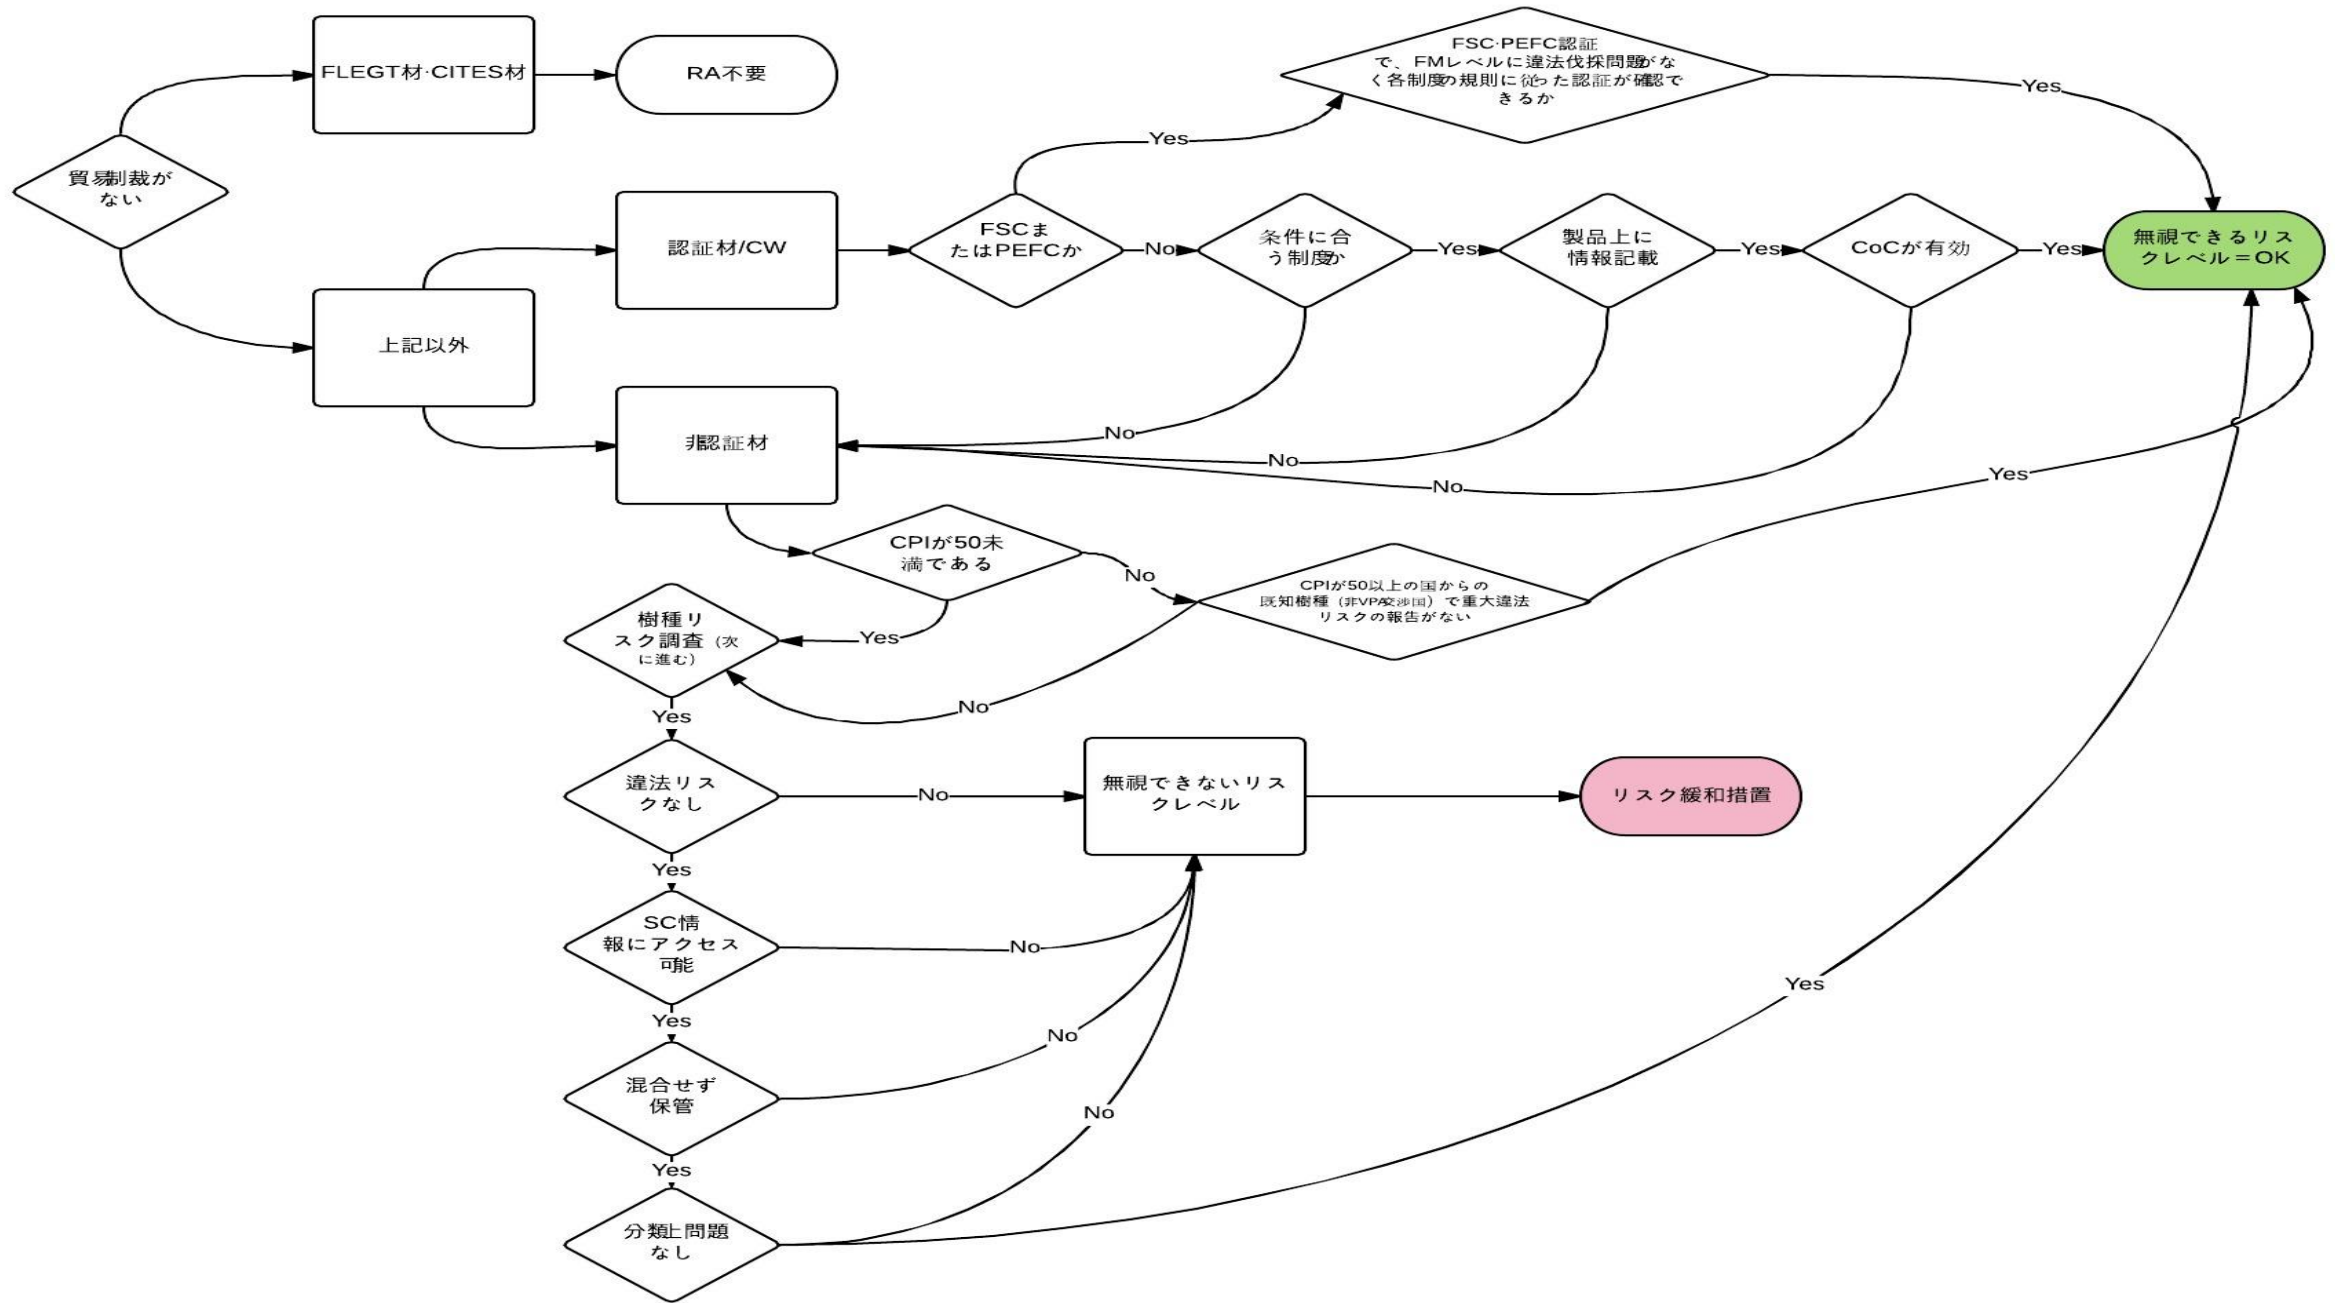 FSC·PEFC認証
で、FMレベルに違法伐採問題がな
く各制度の規則に従った認証が確認で
きるか
FLEGT材·CITES材
RA不要
Yes
Yes
貿易制裁が
ない
認証材/CW
FSCま
たはPEFCか
No
条件に合
う制度か
Yes
製品上に
情報記載
Yes
CoCが有効
Yes
無視できるリス
クレベル＝OK
上記以外
非認証材
No
No
No
Yes
CPIが50未
満である
No
CPIが50以上の国からの
既知樹種（非VPA交渉国）で重大違法
リスクの報告がない
樹種リ
スク調査（次
に進む）
Yes
No
Yes
違法リス
クなし
No
無視できないリス
クレベル
リスク緩和措置
Yes
SC情
報にアクセス
可能
No
Yes
Yes
No
混合せず
保管
No
Yes
分類上問題
なし